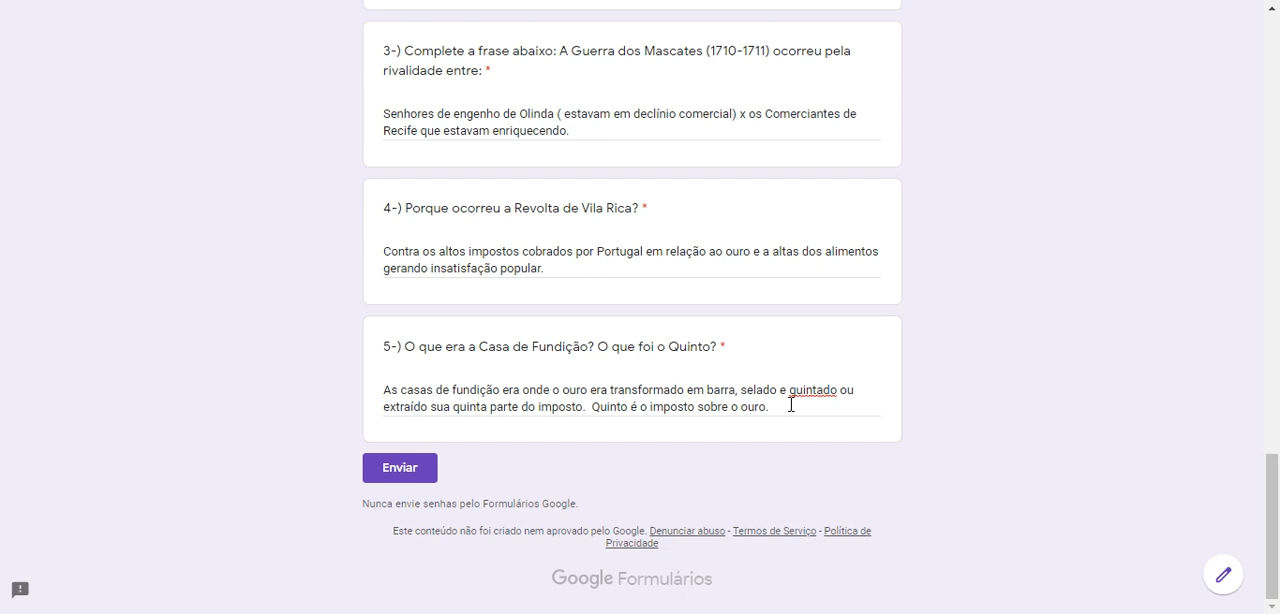 3-) Complete a frase abaixo: A Guerra dos Mascates (1710-1711) ocorreu pela
rivalidade entre: *
Senhores de engenho de Olinda ( estavam em declínio comercial) x os Comerciantes de
Recife que estavam enriquecendo.
4-) Porque ocorreu a Revolta de Vila Rica? *
Contra os altos impostos cobrados por Portugal em relação ao ouro e a altas dos alimentos
gerando insatisfação popular.
5-) O que era a Casa de Fundição? O que foi o Quinto? *
As casas de fundição era onde o ouro era transformado em barra, selado e quintado ou
extraído sua quinta parte do imposto.  Quinto é o imposto sobre o ouro.
Enviar
Nunca envie senhas pelo Formulários Google.
Este conteúdo não foi criado nem aprovado pelo Google. Denunciar abuso - Termos de Serviço - Política de
Privacidade
Google Formulários